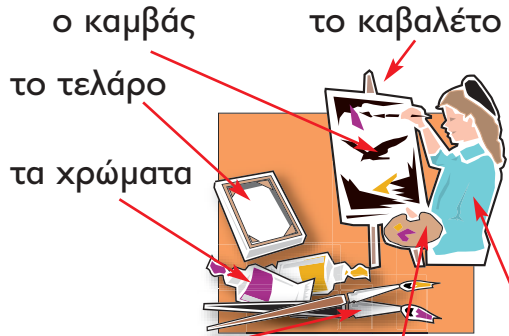 ο καμβάς
το καβαλέτο
το τελάρο
τα χρώματα